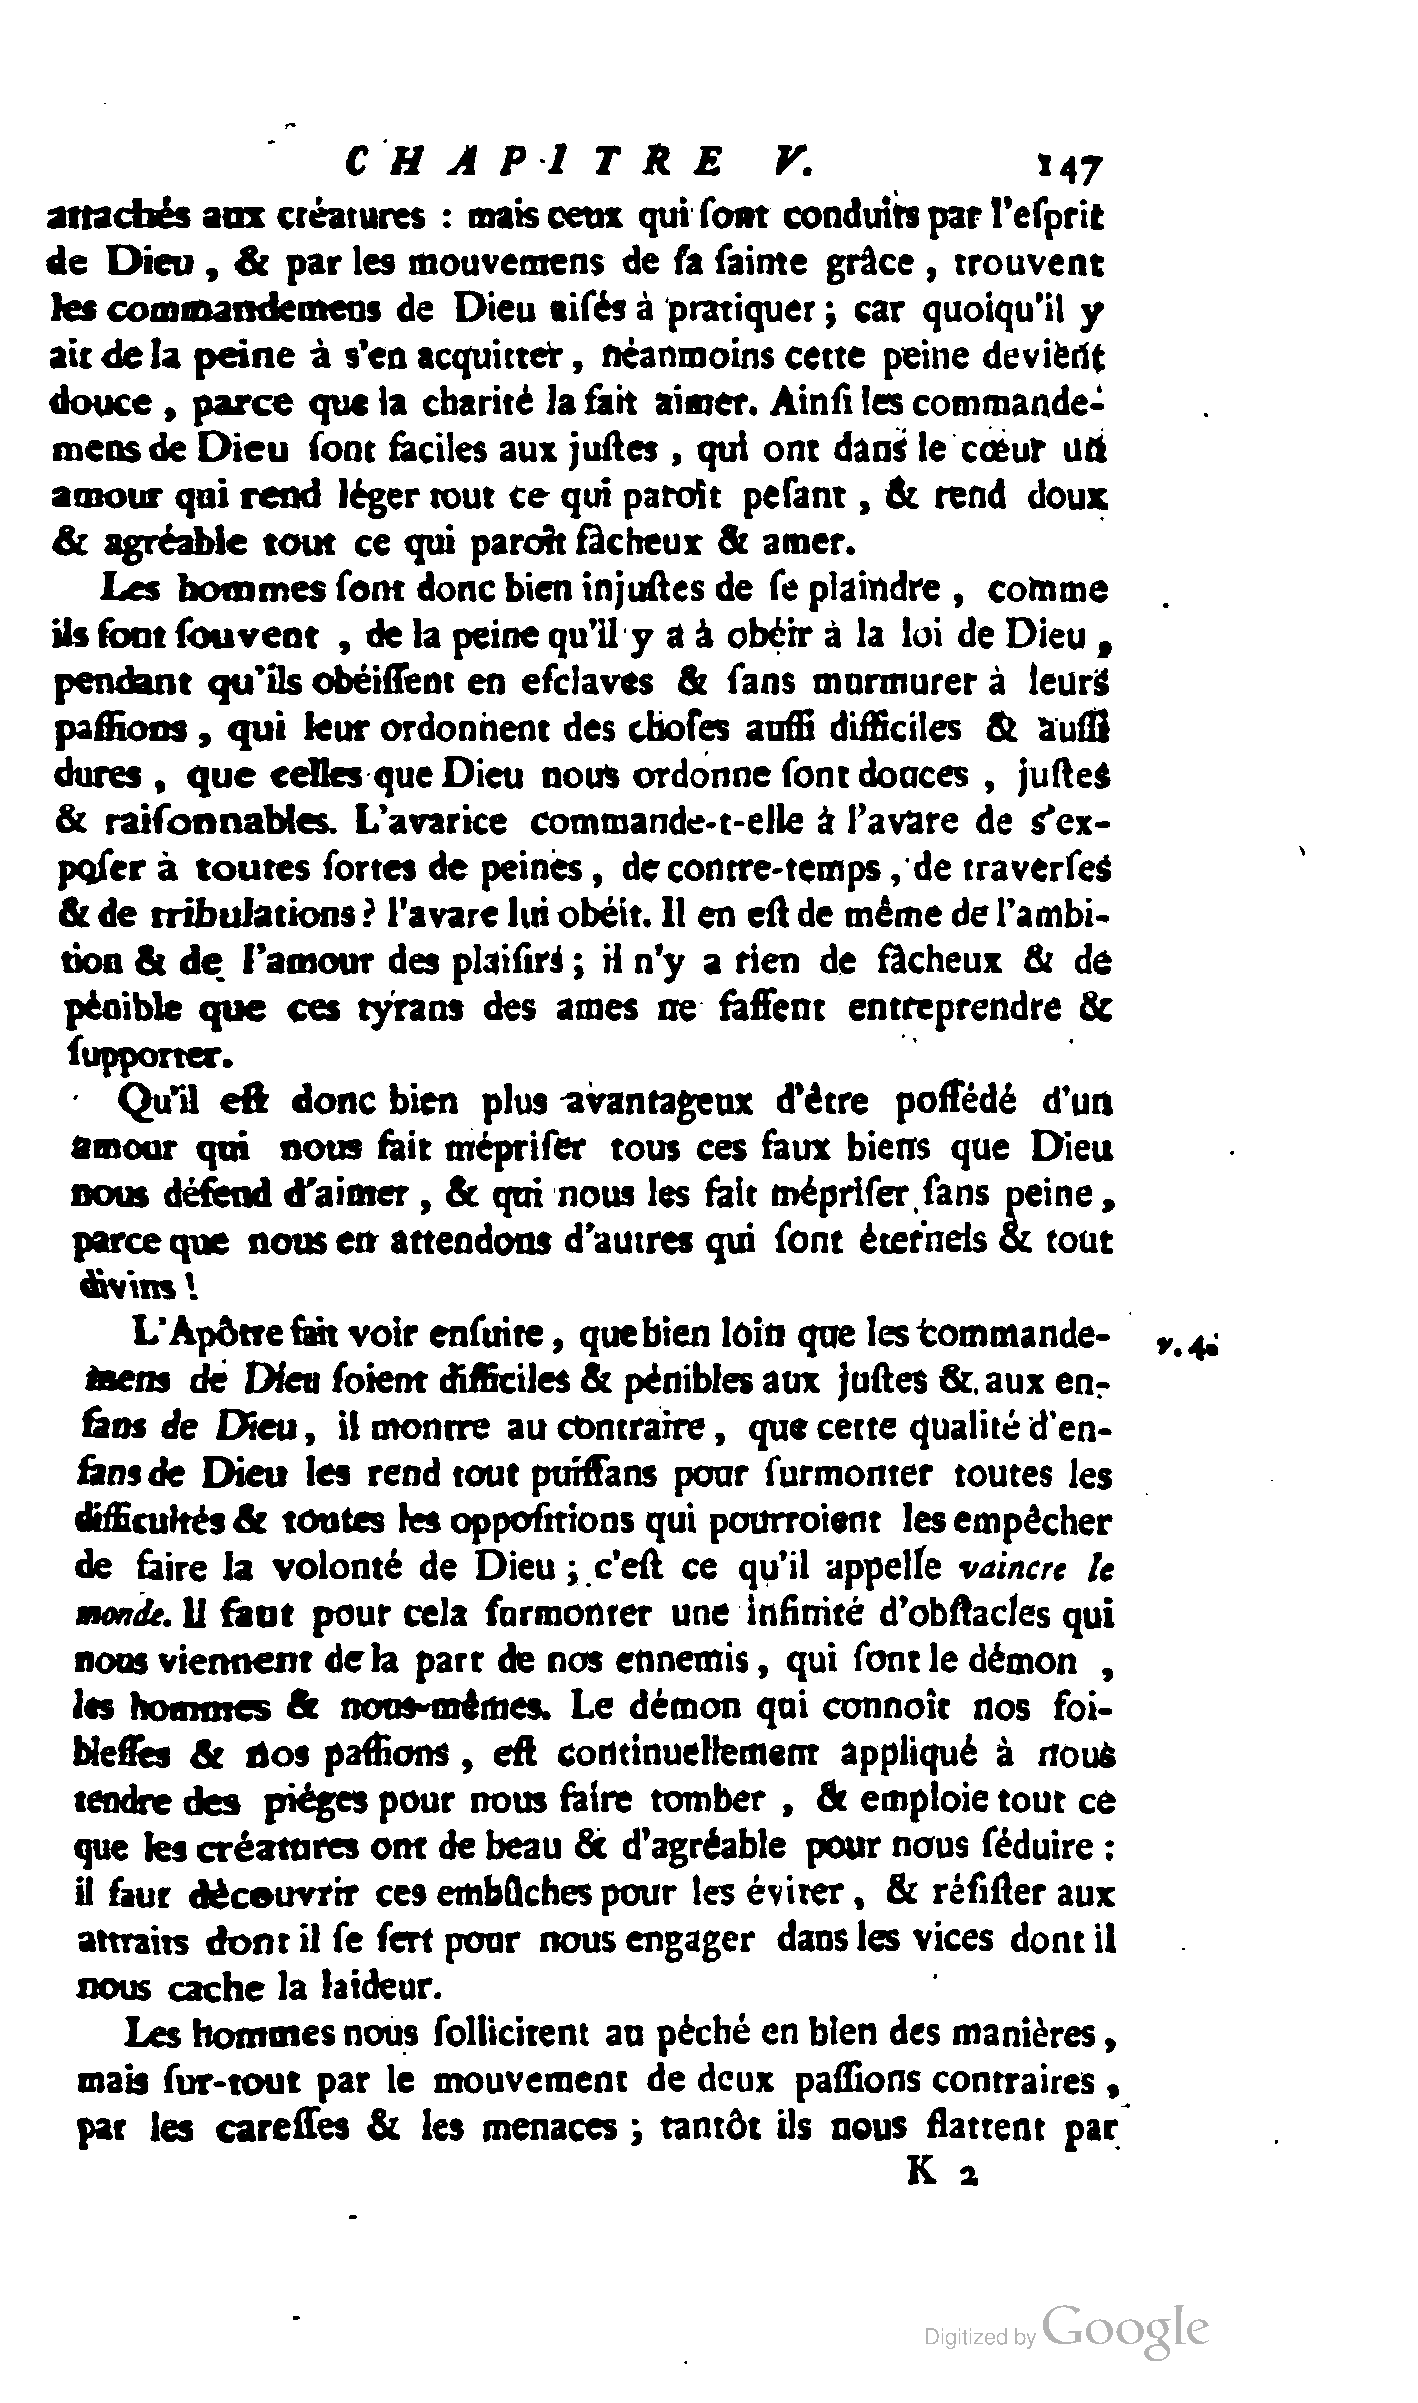 CHAPITRE V. 147
attachés aux créatures : mais ceux qui ſont conduits par l'eſprit
de Dieu , & par les mouvemens de ſa ſainte grâce , trouvent
les commandemens de Dieu aiſés à pratiquer ; car quoiqu'il y
ait de la peine à s'en acquitter , néanmoins cette peine devient
douce , parce que la charité la fait aimer. Ainſi les commande-
mens de Dieu ſont faciles aux juſtes , qui ont dans le cœur un
amour qui rend léger tout ce qui paroît peſant , & rend doux
& agréable tout ce qui paroît fâcheux & amer.
Les hommes ſont donc bien injuſtes de ſe plaindre , comme
ils font ſouvent , de la peine qu'il y a à obéir à la loi de Dieu ,
pendant qu'ils obéiſſent en eſclaves & ſans murmurer à leurs
paſſions , qui leur ordonnent des choſes auſſi difficiles & auſſi
dures , que celles que Dieu nous ordonne ſont douces , juſtes
& raiſonnables. L'avarice commande-t-elle à l'avare de s'ex-
poſer à toutes ſortes de peines , de contre-temps , de traverſes
& de tribulations ? l'avare lui obéit. Il en eſt de même de l'ambi-
tion & de l'amour des plaiſirs ; il n'y a rien de fâcheux & de
pénible que ces tyrans des ames ne faſſent entreprendre &
ſupporter.
Qu'il eſt donc bien plus avantageux d'être poſſédé d'un
amour qui nous fait mépriſer tous ces faux biens que Dieu
nous défend d'aimer , & qui nous les fait mépriſer ſans peine ,
parce que nous en attendons d'autres qui ſont éternels & tout
divins !
L'Apôtre fait voir enſuite , que bien loin que les commande- v. 4.
mens de Dieu ſoient difficiles & pénibles aux juſtes & aux en-
fans de Dieu , il montre au contraire , que cette qualité d'en-
fans de Dieu les rend tout puiſſans pour ſurmonter toutes les
difficultés & toutes les oppoſitions qui pourroient les empêcher
de faire la volonté de Dieu ; c'eſt ce qu'il appelle vaincre le
monde. Il faut pour cela ſurmonter une infinité d'obſtacles qui
nous viennent de la part de nos ennemis , qui ſont le démon ,
les hommes & nous-mêmes. Le démon qui connoît nos foi-
bleſſes & nos paſſions , eſt continuellement appliqué à nous
tendre des piéges pour nous faire tomber , & emploie tout ce
que les créatures ont de beau & d'agréable pour nous ſéduire :
il faut découvrir ces embûches pour les éviter , & réſiſter aux
attraits dont il ſe ſert pour nous engager dans les vices dont il
nous cache la laideur.
Les hommes nous ſollicitent au péché en bien des manières ,
mais ſur-tout par le mouvement de deux paſſions contraires ,
par les careſſes & les menaces ; tantôt ils nous flattent par
K 2
Digitized by Google